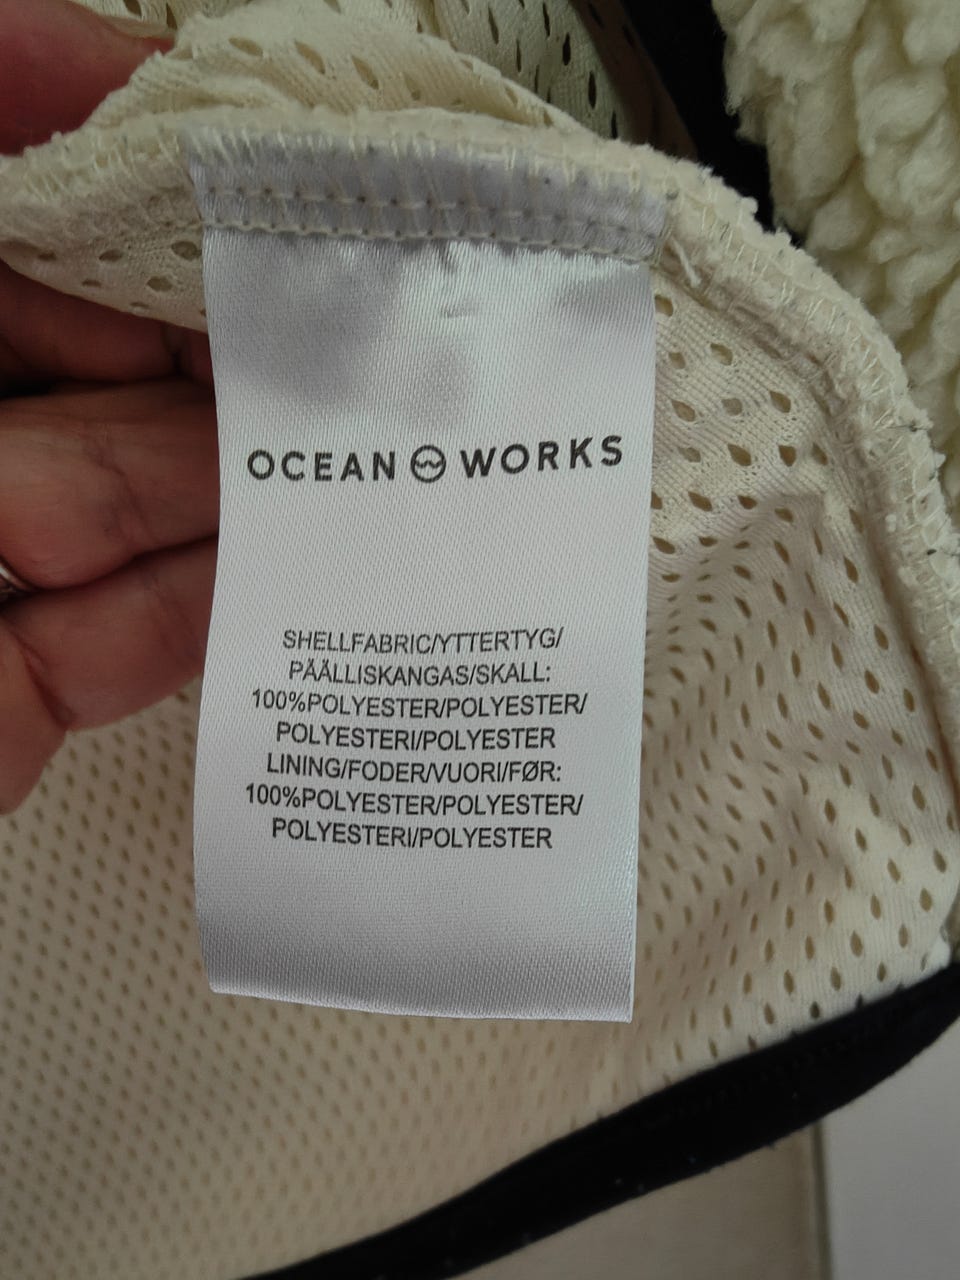 OCEAN WORKS
SHELLFABRIC/YTTERTYG/
PÄÄLLISKANGAS/SKALL:
100%POLYESTER/POLYESTER/
POLYESTERI/POLYESTER
LINING/FODER/VUORI/FØR:
100%POLYESTER/POLYESTER/
POLYESTERI/POLYESTER